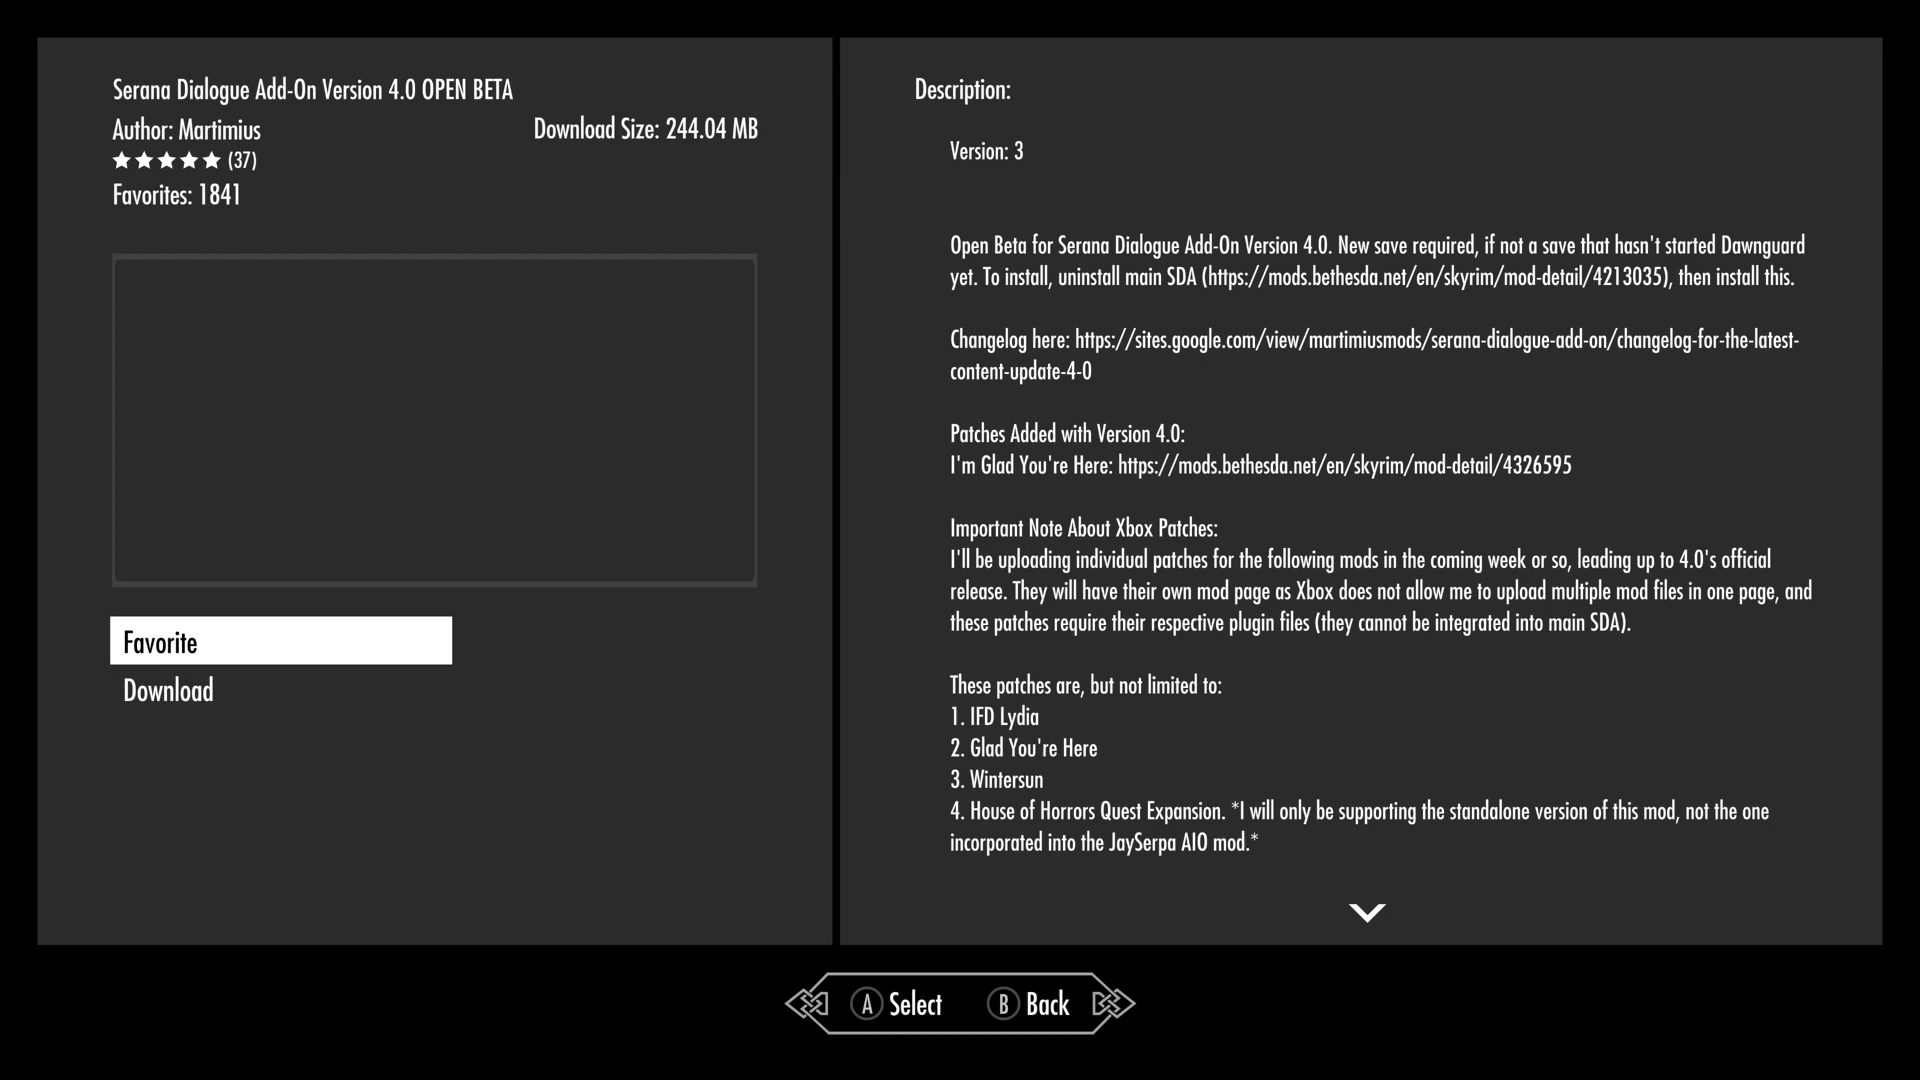 Serana Dialogue Add-On Version 4.0 OPEN BETA
Author: Martimius
Download Size: 244.04 MB
(37)
Favorites: 1841
Favorite
Download
Description:
Version: 3
Open Beta for Serana Dialogue Add-On Version 4.0. New save required, if not a save that hasn't started Dawnguard
yet. To install, uninstall main SDA (https://mods.bethesda.net/en/skyrim/mod-detail/4213035), then install this.
Changelog here: https://sites.google.com/view/martimiusmods/serana-dialogue-add-on/changelog-for-the-latest-
content-update-4-0
Patches Added with Version 4.0:
I'm Glad You're Here: https://mods.bethesda.net/en/skyrim/mod-detail/4326595
Important Note About Xbox Patches:
I'll be uploading individual patches for the following mods in the coming week or so, leading up to 4.0's official
release. They will have their own mod page as Xbox does not allow me to upload multiple mod files in one page, and
these patches require their respective plugin files (they cannot be integrated into main SDA).
These patches are, but not limited to:
1. IFD Lydia
2. Glad You're Here
3. Wintersun
4. House of Horrors Quest Expansion. *I will only be supporting the standalone version of this mod, not the one
incorporated into the JaySerpa AIO mod.*
A Select B Back